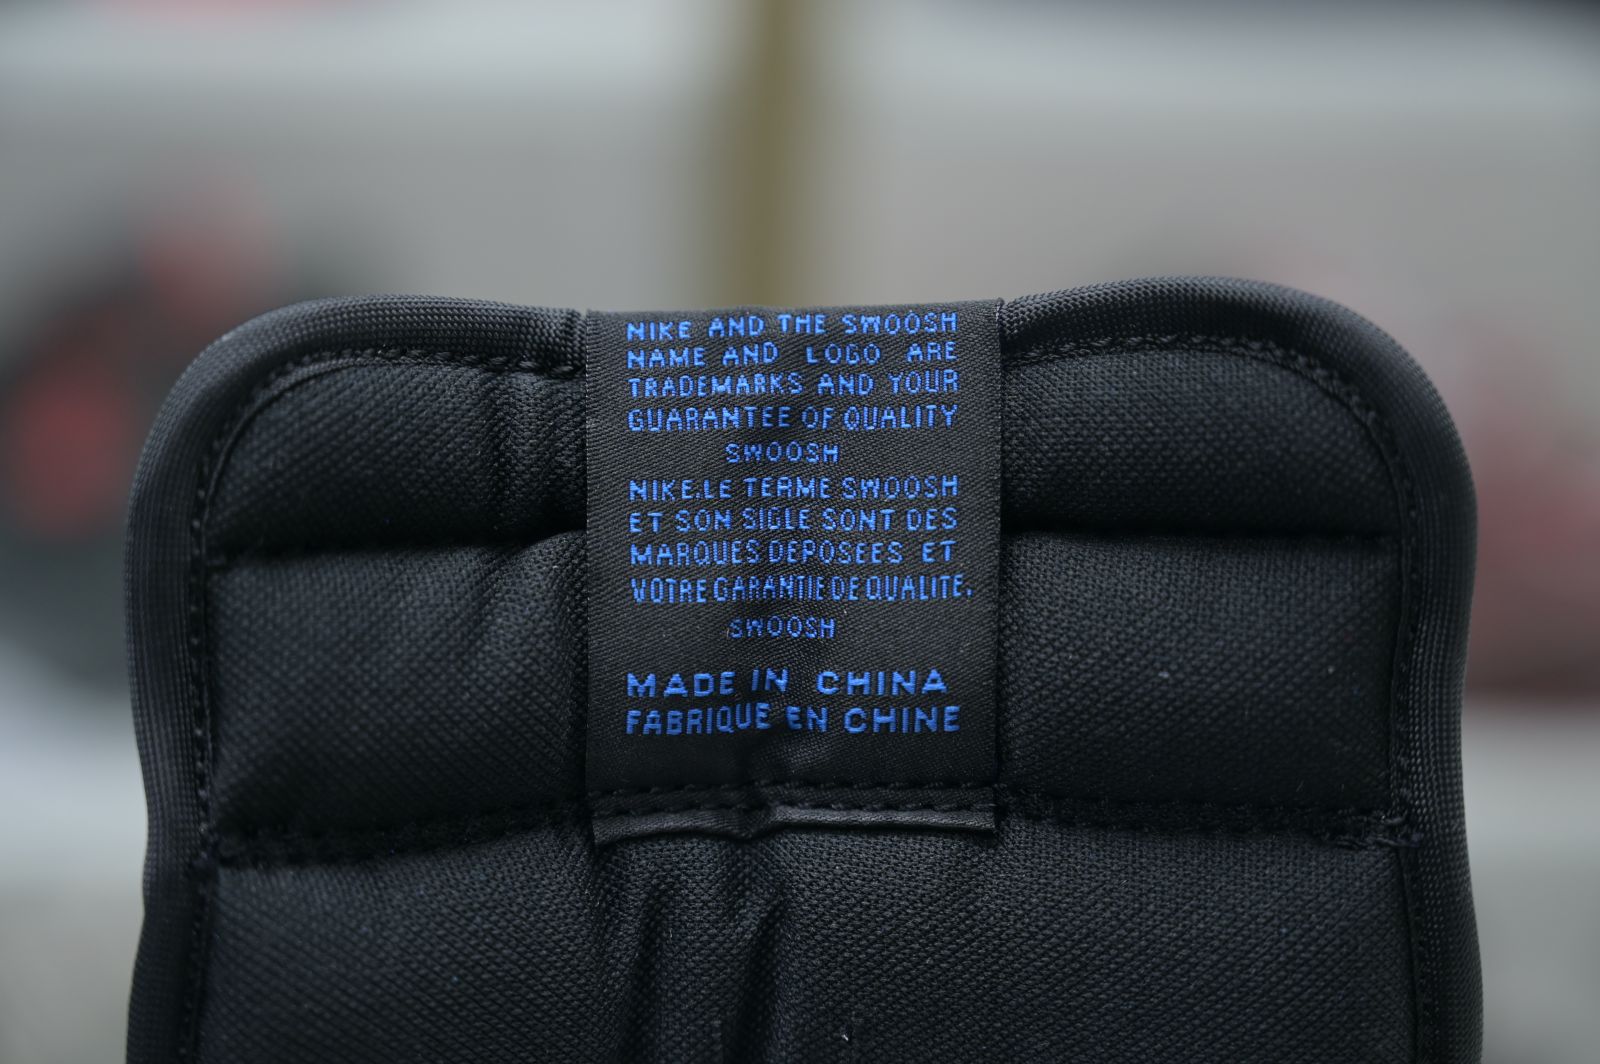 NIKE AND THE SWOOSH
NAME AND LOGO ARE
TRADEMARKS AND YOUR
GUARANTEE OF QUALITY
SWOOSH
NIKE.LE TERME SWOOSH
ET SON SIGLE SONT DES
MARQUES DEPOSEES ET
VOTRE GARANTIE DE QUALITE.
SWOOSH
MADE IN CHINA
FABRIQUE EN CHINE